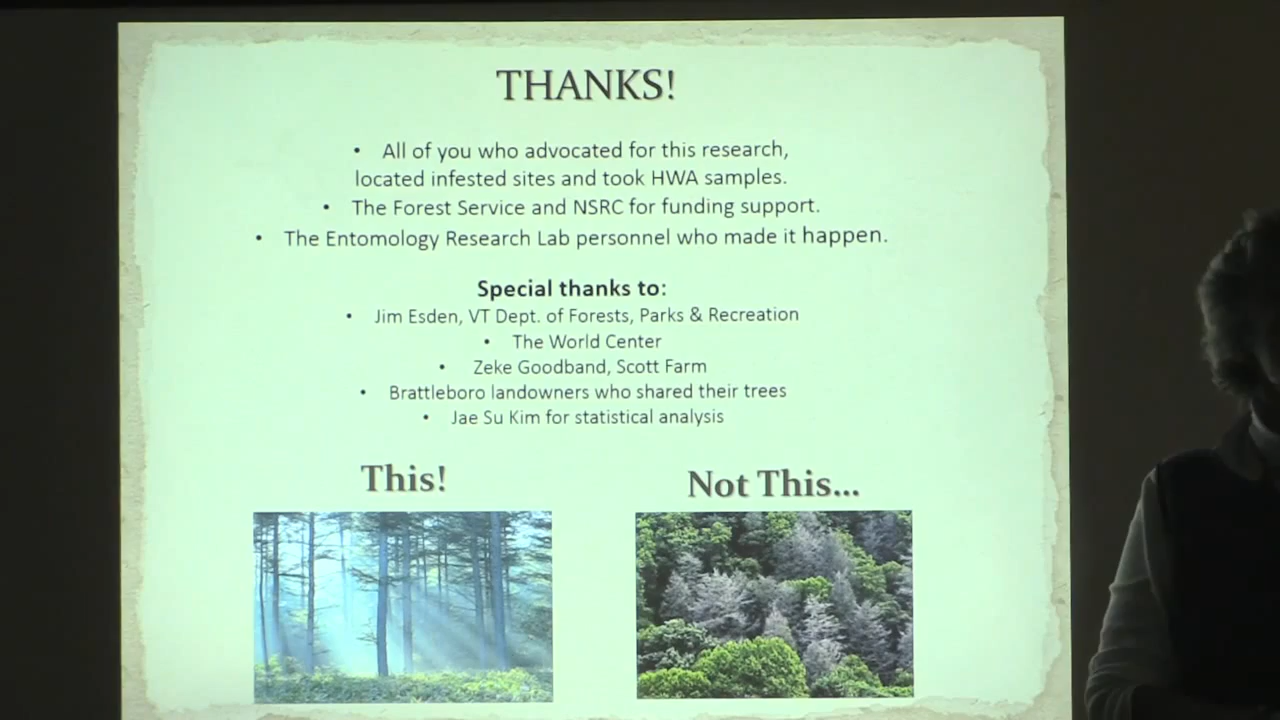 THANKS!
• All of you who advocated for this research,
located infested sites and took HWA samples.
• The Forest Service and NSRC for funding support.
• The Entomology Research Lab personnel who made it happen.
Special thanks to:
• Jim Esden, VT Dept. of Forests, Parks & Recreation
• The World Center
• Zeke Goodband, Scott Farm
• Brattleboro landowners who shared their trees
• Jae Su Kim for statistical analysis
This!
Not This...